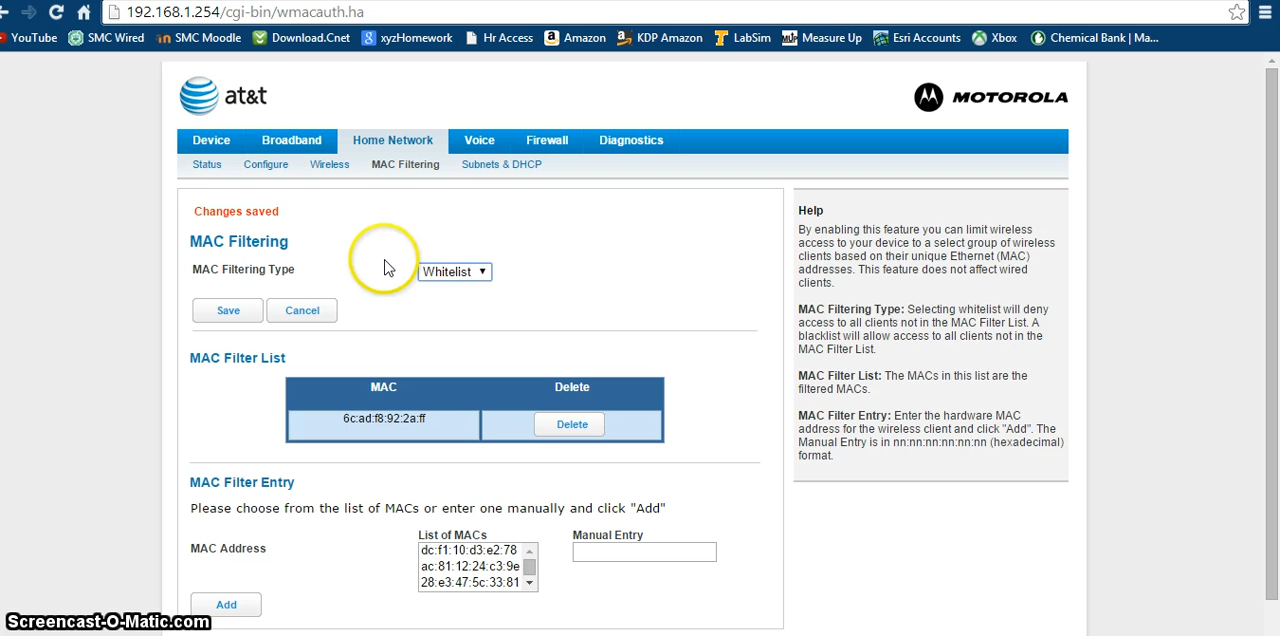 192.168.1.254/cgi-bin/wmacauth.ha
YouTube SMC Wired SMC Moodle Download.Cnet xyzHomework Hr Access Amazon KDP Amazon LabSim Measure Up Esri Accounts Xbox Chemical Bank | Ma...
at&t MOTOROLA
Device Broadband Home Network Voice Firewall Diagnostics
Status Configure Wireless MAC Filtering Subnets & DHCP
Changes saved
MAC Filtering
MAC Filtering Type Whitelist
Save Cancel
MAC Filter List
MAC Delete
6c:ad:f8:92:2a:ff Delete
MAC Filter Entry
Please choose from the list of MACs or enter one manually and click "Add"
List of MACs Manual Entry
MAC Address
dc:f1:10:d3:e2:78
ac:81:12:24:c3:9e
28:e3:47:5c:33:81
Add
Help
By enabling this feature you can limit wireless
access to your device to a select group of wireless
clients based on their unique Ethernet (MAC)
addresses. This feature does not affect wired
clients.
MAC Filtering Type: Selecting whitelist will deny
access to all clients not in the MAC Filter List. A
blacklist will allow access to all clients not in the
MAC Filter List.
MAC Filter List: The MACs in this list are the
filtered MACs.
MAC Filter Entry: Enter the hardware MAC
address for the wireless client and click "Add". The
Manual Entry is in nn:nn:nn:nn:nn:nn (hexadecimal)
format.
Screencast-O-Matic.com